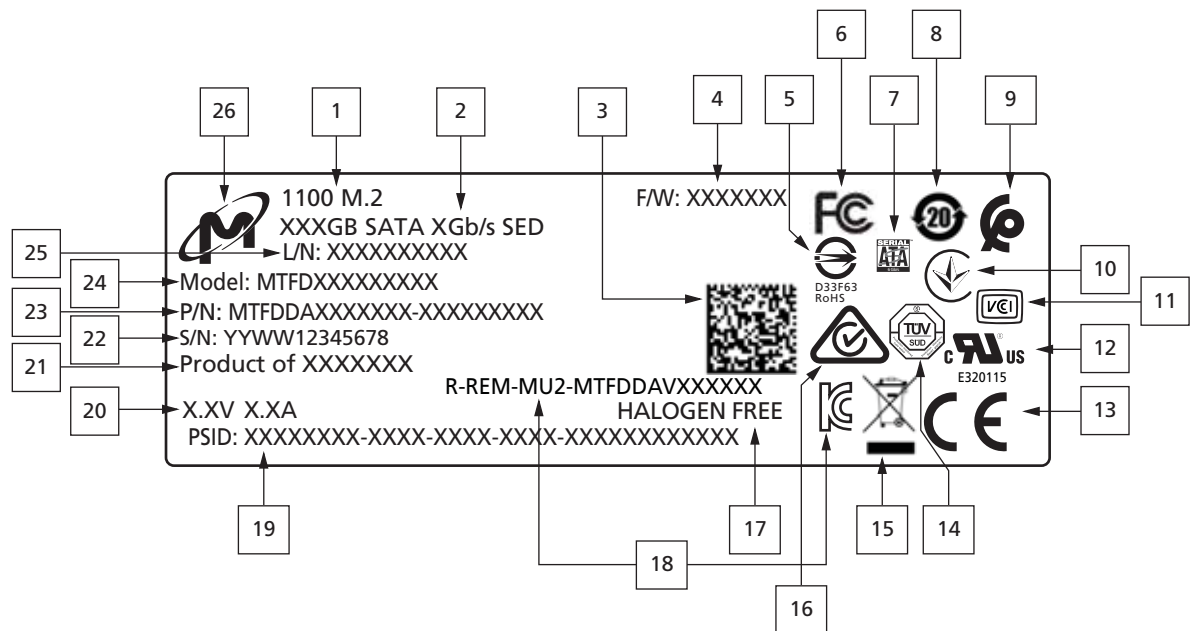 6
8
26
1
2
3
4
5
7
9
1100 M.2
F/W: XXXXXXX
FC
20
XXXGB SATA XGb/s SED
SERIAL
ATA
25
L/N: XXXXXXXXXX
10
24
Model: MTFDXXXXXXXXX
D33F63
RoHS
11
VCI
23
P/N: MTFDDAXXXXXXX-XXXXXXXXX
22
S/N: YYWW12345678
TÜV
SÜD
C RU US
12
21
Product of XXXXXXX
E320115
R-REM-MU2-MTFDDAVXXXXXX
20
X.XV X.XA
HALOGEN FREE
KC
CE
13
PSID: XXXXXXXX-XXXX-XXXX-XXXX-XXXXXXXXXXXX
19
17
15
14
18
16